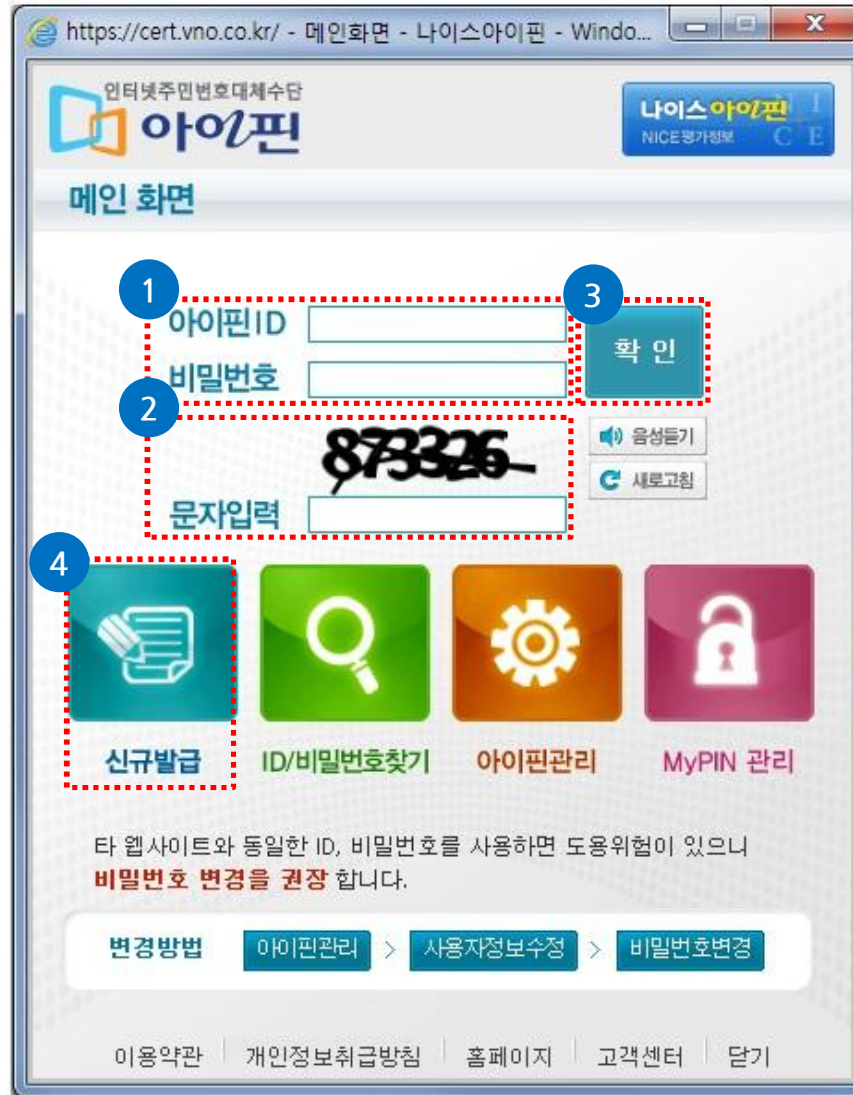 https://cert.vno.co.kr/ - 메인화면 - 나이스아이핀 - Windo...
인터넷주민번호대체수단
아이핀
나이스아이핀
NICE평가정보
NICE
메인 화면
1
아이핀ID
비밀번호
3
확 인
2
873326
음성듣기
새로고침
문자입력
4
신규발급
ID/비밀번호찾기
아이핀관리
MyPIN 관리
타 웹사이트와 동일한 ID, 비밀번호를 사용하면 도용위험이 있으니
비밀번호 변경을 권장 합니다.
변경방법 아이핀관리 > 사용자정보수정 > 비밀번호변경
이용약관 개인정보취급방침 홈페이지 고객센터 닫기